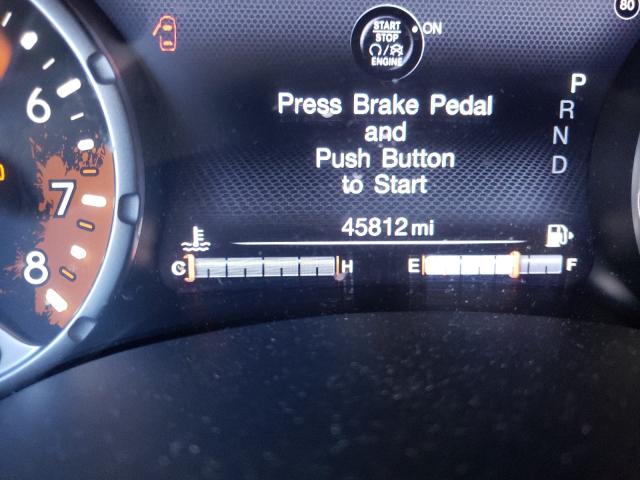 80
START
STOP
ENGINE
ON
P
R
N
D
Press Brake Pedal
and
Push Button
to Start
6
7
8
45812 mi
C H E F